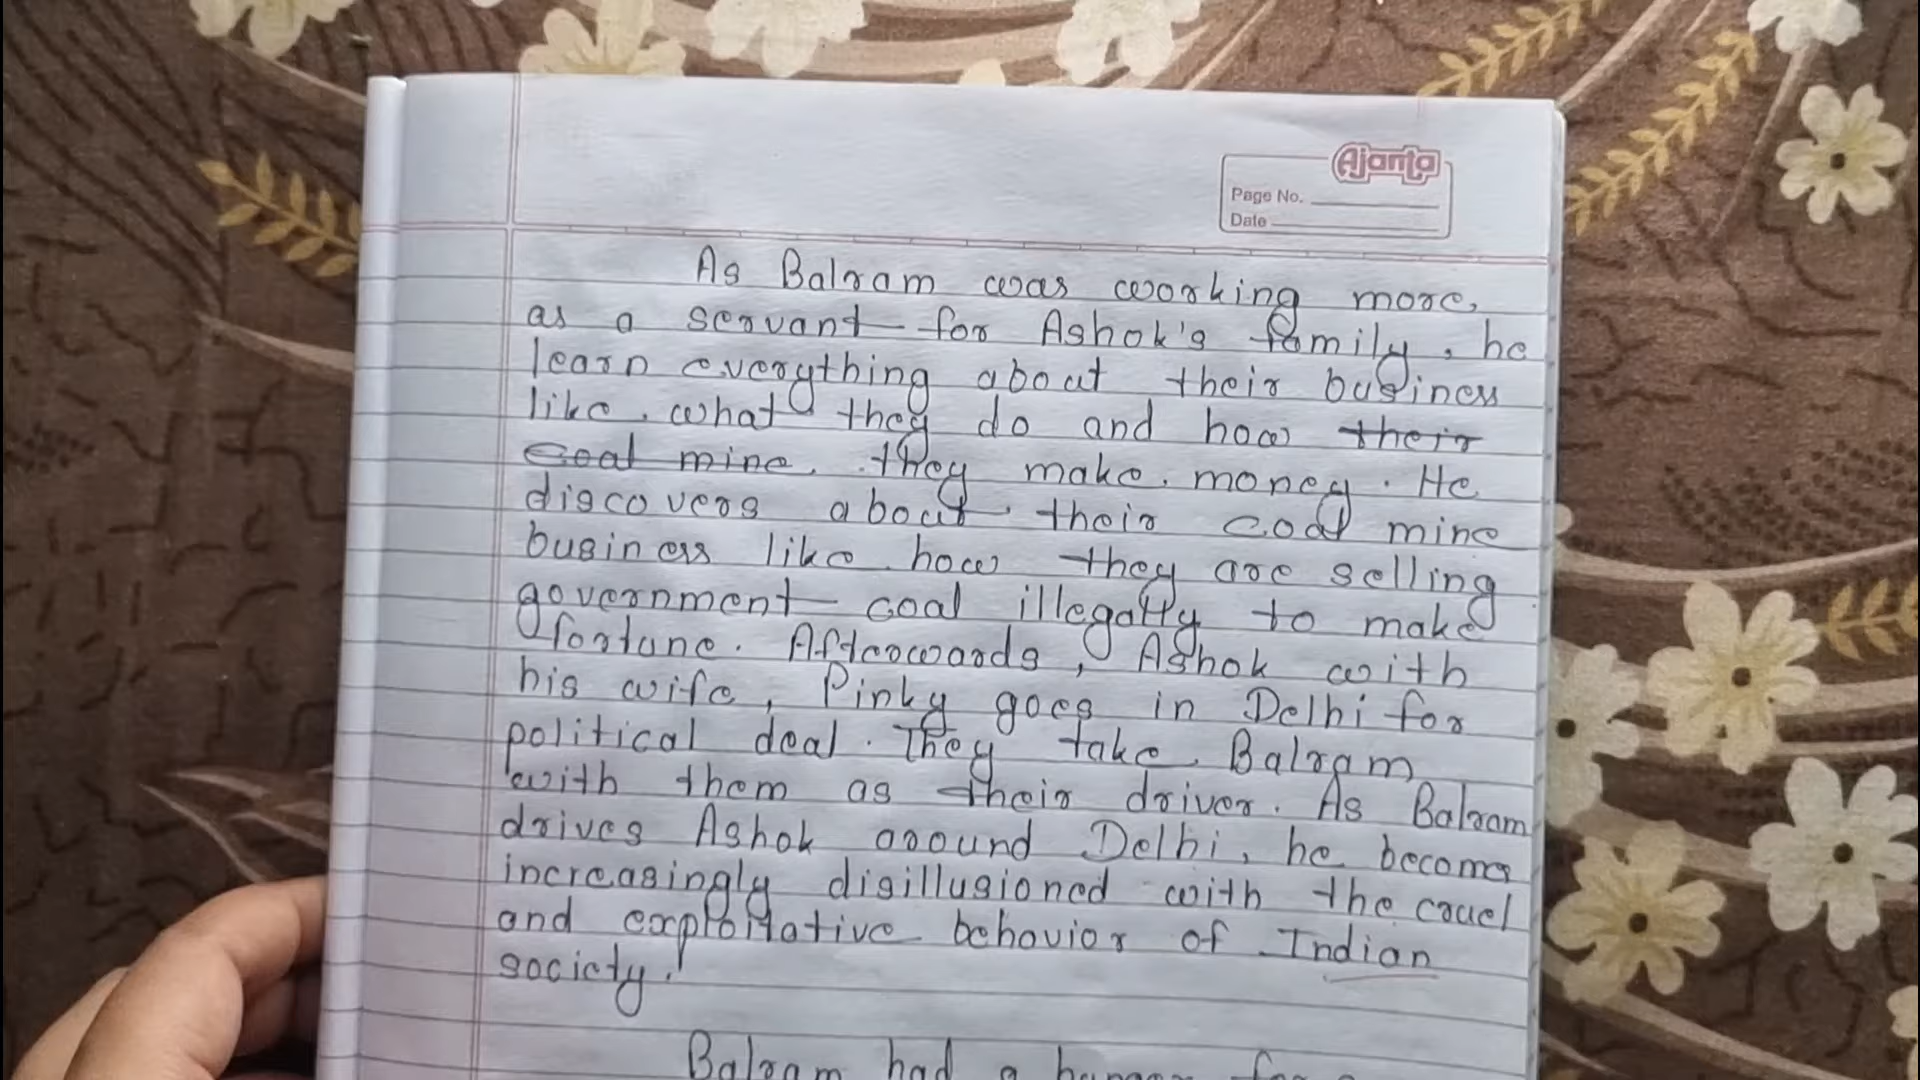 Ajanta
Page No.
Date
As Balram was working more,
as a servant for Ashok's family, he
learn everything about their business
like what they do and how their
coal mine. they make money. He
discovers about their coal mine
business like how they are selling
government coal illegally to make
fortune. Afterwards, Ashok with
his wife, Pinky goes in Delhi for
political deal. They take Balram
with them as their driver. As Balram
drives Ashok around Delhi, he becomes
increasingly disillusioned with the cruel
and exploitative behavior of Indian
society.
Balram had a hunger for